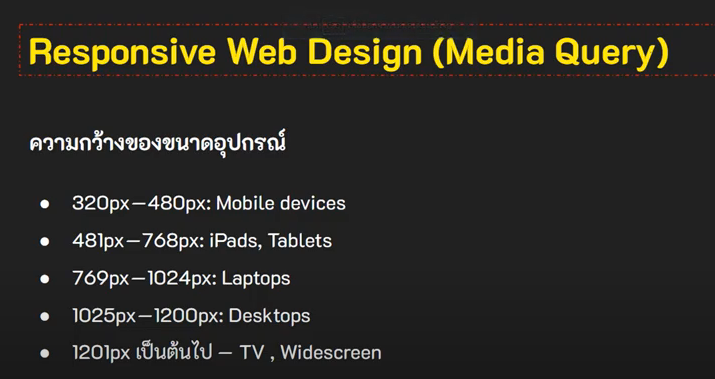 Responsive Web Design (Media Query)
ความกว้างของขนาดอุปกรณ์
● 320px—480px: Mobile devices
● 481px—768px: iPads, Tablets
● 769px—1024px: Laptops
● 1025px—1200px: Desktops
● 1201px เป็นต้นไป — TV , Widescreen